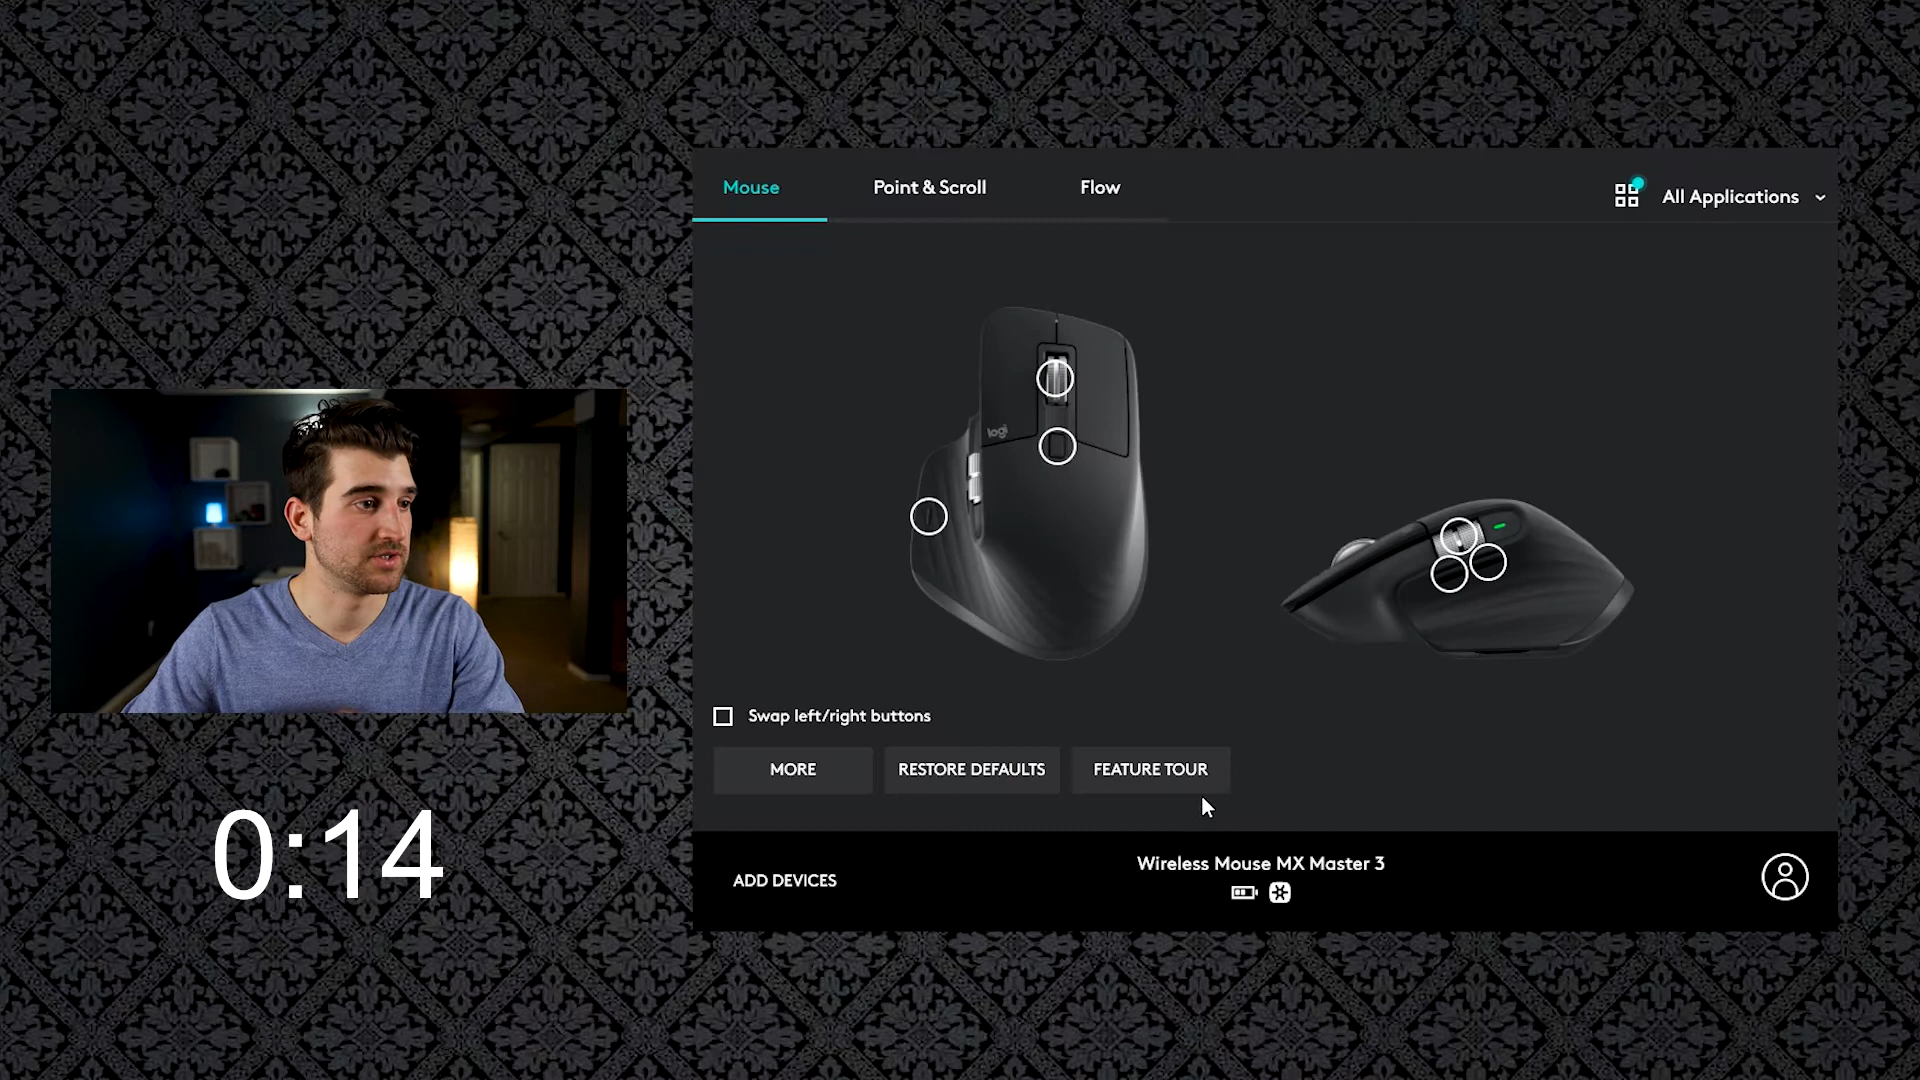 Mouse
Point & Scroll
Flow
All Applications
logi
Swap left/right buttons
MORE
RESTORE DEFAULTS
FEATURE TOUR
0:14
ADD DEVICES
Wireless Mouse MX Master 3